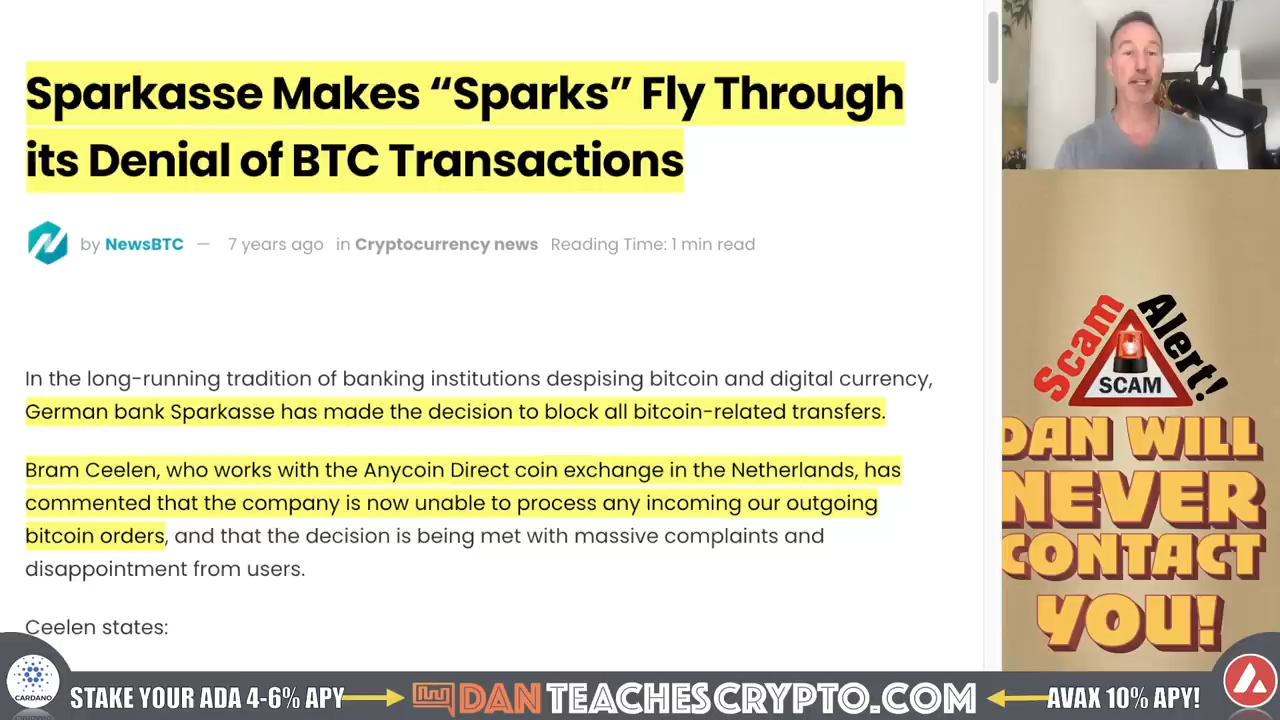 Sparkasse Makes “Sparks” Fly Through
its Denial of BTC Transactions
by NewsBTC — 7 years ago in Cryptocurrency news Reading Time: 1 min read
In the long-running tradition of banking institutions despising bitcoin and digital currency,
German bank Sparkasse has made the decision to block all bitcoin-related transfers.
Bram Ceelen, who works with the Anycoin Direct coin exchange in the Netherlands, has
commented that the company is now unable to process any incoming our outgoing
bitcoin orders, and that the decision is being met with massive complaints and
disappointment from users.
Ceelen states:
Scam Alert!
SCAM
DAN WILL
NEVER
CONTACT
YOU!
CARDANO
STAKE YOUR ADA 4-6% APY
DANTEACHESCRYPTO.COM
AVAX 10% APY!